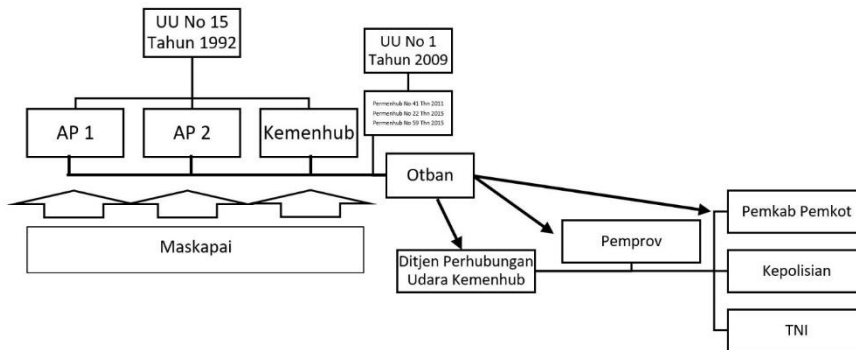 UU No 15
Tahun 1992
UU No 1
Tahun 2009
Permenhub No 41 Thn 2011
Permenhub No 22 Thn 2015
Permenhub No 59 Thn 2015
AP 1
AP 2
Kemenhub
Otban
Maskapai
Ditjen Perhubungan
Udara Kemenhub
Pemprov
Pemkab Pemkot
Kepolisian
TNI